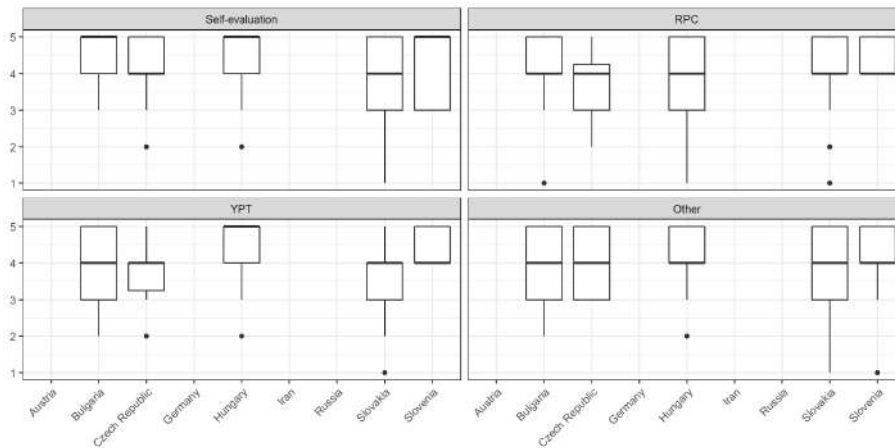 Self-evaluation
RPC
5
4
3
2
1
YPT
Other
5
4
3
2
1
Austria
Bulgaria
Czech Republic
Germany
Hungary
Iran
Russia
Slovakia
Slovenia
Austria
Bulgaria
Czech Republic
Germany
Hungary
Iran
Russia
Slovakia
Slovenia